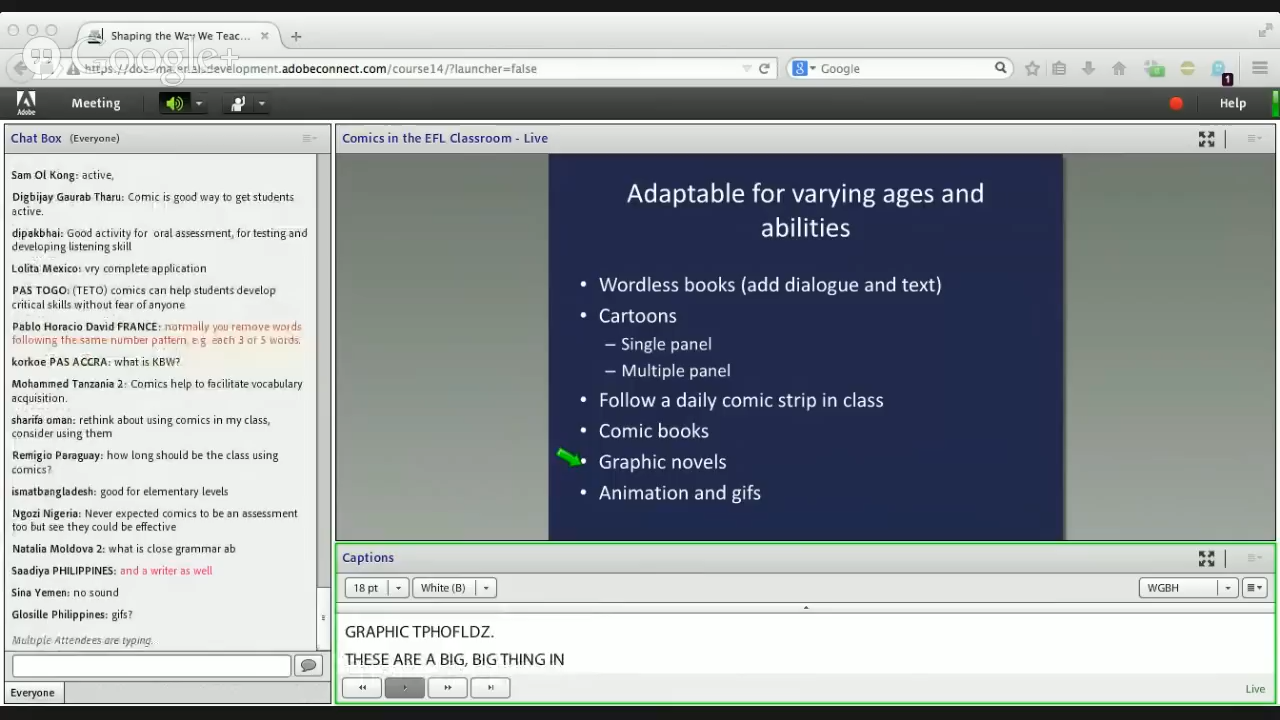 Shaping the Way We Teac...
Google+
adobeconnect.com/course14/?launcher=false
Google
1
Adobe
Meeting
Help
Chat Box (Everyone)
Comics in the EFL Classroom - Live
Sam Ol Kong: active,
Digbijay Gaurab Tharu: Comic is good way to get students
active.
dipakbhai: Good activity for oral assessment, for testing and
developing listening skill
Lolita Mexico: vry complete application
PAS TOGO: (TETO) comics can help students develop
critical skills without fear of anyone
Pablo Horacio David FRANCE: normally you remove words
following the same number pattern, e.g each 3 or 5 words.
korkoe PAS ACCRA: what is KBW?
Mohammed Tanzania 2: Comics help to facilitate vocabulary
acquisition.
sharifa oman: rethink about using comics in my class,
consider using them
Remigio Paraguay: how long should be the class using
comics?
ismatbangladesh: good for elementary levels
Ngozi Nigeria: Never expected comics to be an assessment
too but see they could be effective
Natalia Moldova 2: what is close grammar ab
Saadiya PHILIPPINES: and a writer as well
Sina Yemen: no sound
Glosille Philippines: gifs?
Multiple Attendees are typing.
Everyone
Adaptable for varying ages and
abilities
• Wordless books (add dialogue and text)
• Cartoons
– Single panel
– Multiple panel
• Follow a daily comic strip in class
• Comic books
• Graphic novels
• Animation and gifs
Captions
18 pt
White (B)
WGBH
GRAPHIC TPHOFLDZ.
THESE ARE A BIG, BIG THING IN
Live